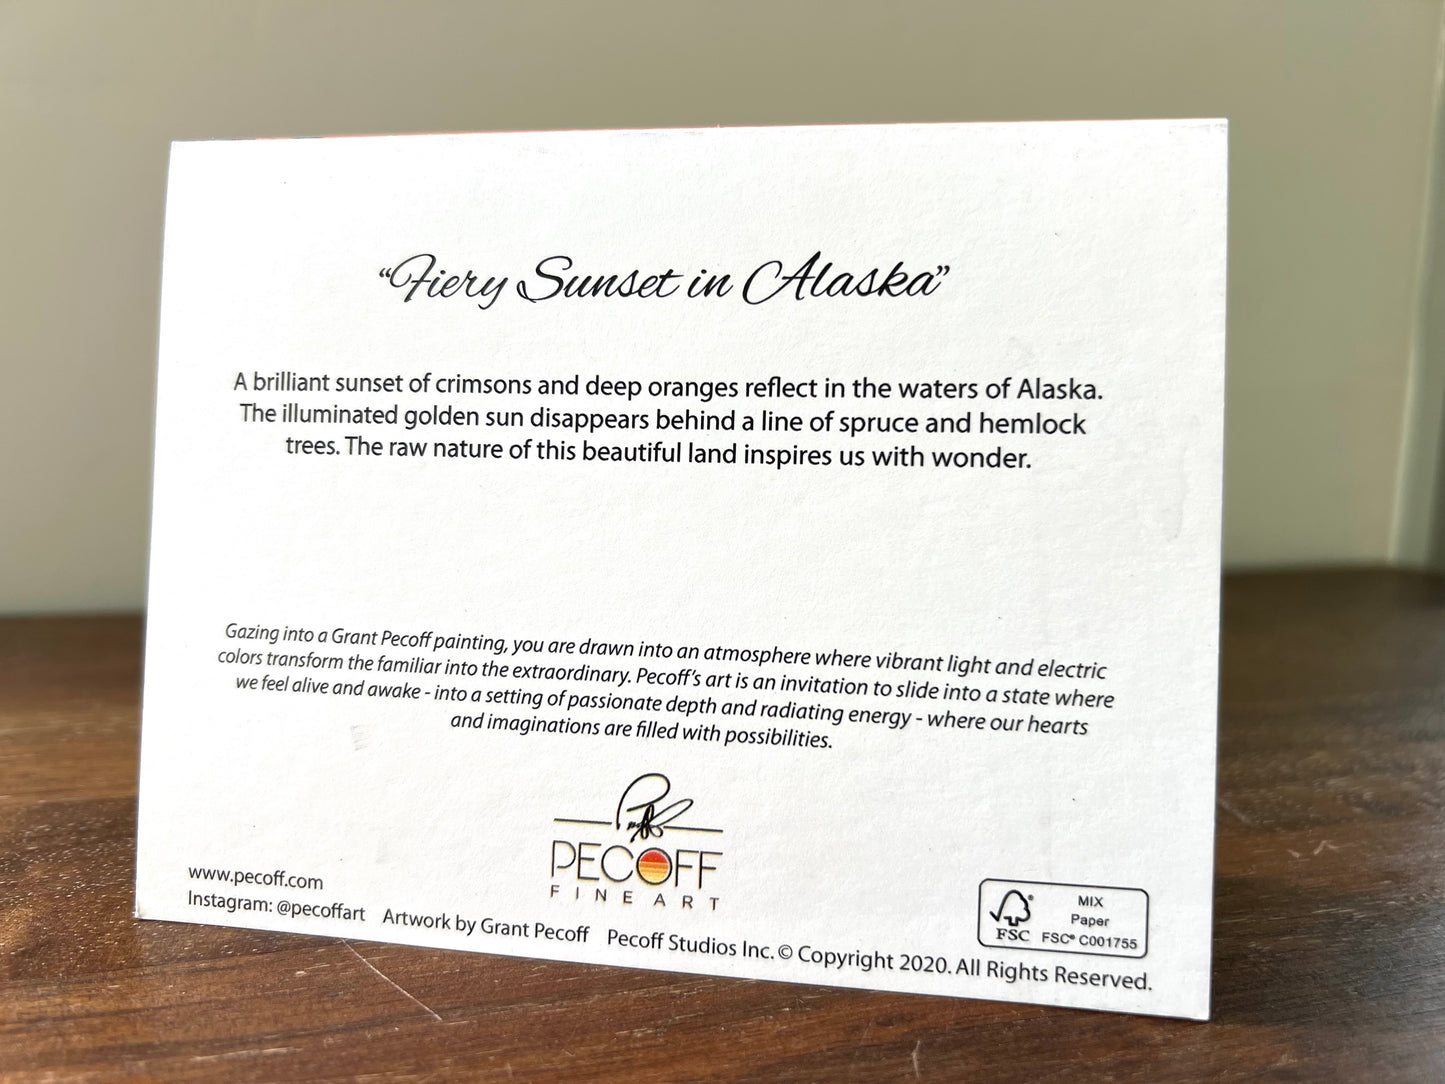 “Fiery Sunset in Alaska”
A brilliant sunset of crimsons and deep oranges reflect in the waters of Alaska.
The illuminated golden sun disappears behind a line of spruce and hemlock
trees. The raw nature of this beautiful land inspires us with wonder.
Gazing into a Grant Pecoff painting, you are drawn into an atmosphere where vibrant light and electric
colors transform the familiar into the extraordinary. Pecoff’s art is an invitation to slide into a state where
we feel alive and awake - into a setting of passionate depth and radiating energy - where our hearts
and imaginations are filled with possibilities.
Pecoff
PECOFF
FINE ART
www.pecoff.com
Instagram: @pecoffart Artwork by Grant Pecoff Pecoff Studios Inc. © Copyright 2020. All Rights Reserved.
MIX
Paper
FSC FSC® C001755